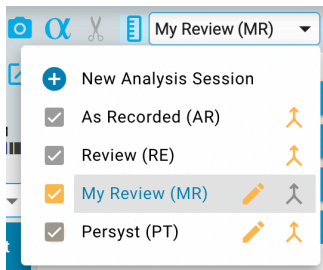 α
My Review (MR)
New Analysis Session
As Recorded (AR)
Review (RE)
My Review (MR)
Persyst (PT)